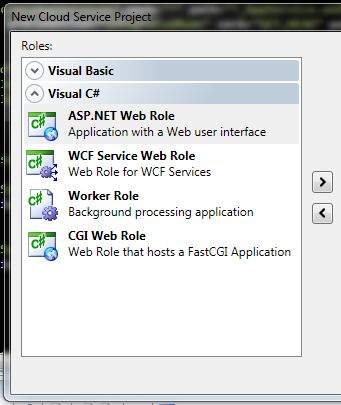 New Cloud Service Project
Roles:
Visual Basic
Visual C#
ASP.NET Web Role
Application with a Web user interface
WCF Service Web Role
Web Role for WCF Services
Worker Role
Background processing application
CGI Web Role
Web Role that hosts a FastCGI Application